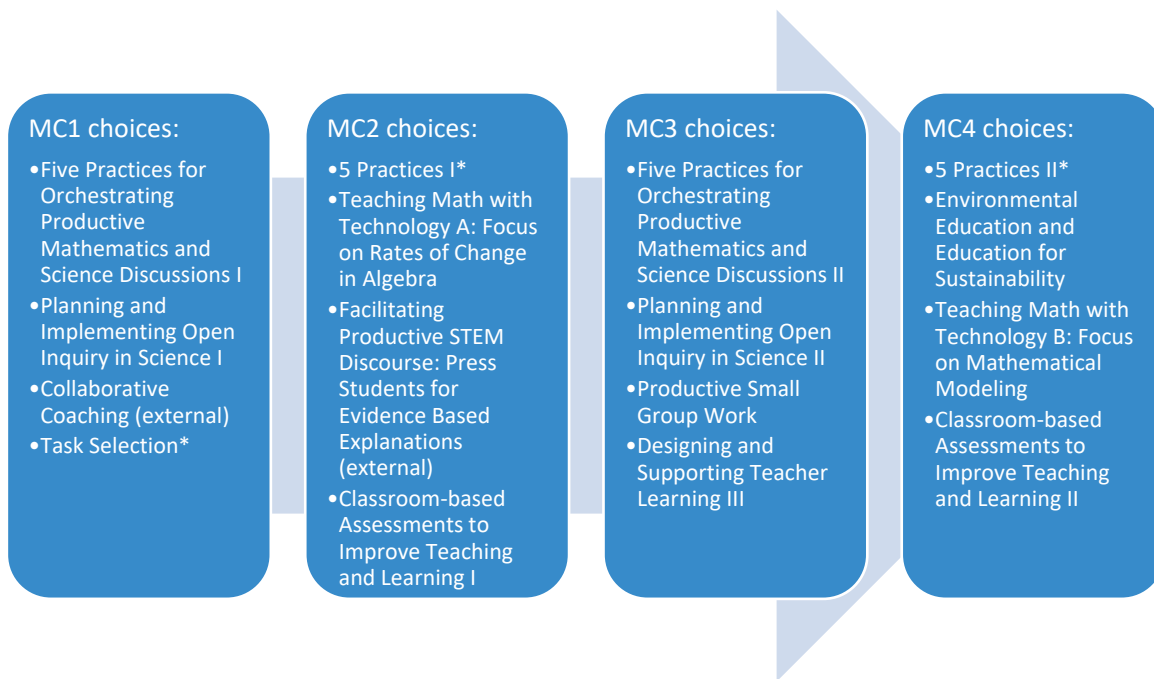 MC1 choices:
•Five Practices for
Orchestrating
Productive
Mathematics and
Science Discussions I
•Planning and
Implementing Open
Inquiry in Science I
•Collaborative
Coaching (external)
•Task Selection*
MC2 choices:
•5 Practices I*
•Teaching Math with
Technology A: Focus
on Rates of Change
in Algebra
•Facilitating
Productive STEM
Discourse: Press
Students for
Evidence Based
Explanations
(external)
•Classroom-based
Assessments to
Improve Teaching
and Learning I
MC3 choices:
•Five Practices for
Orchestrating
Productive
Mathematics and
Science Discussions II
•Planning and
Implementing Open
Inquiry in Science II
•Productive Small
Group Work
•Designing and
Supporting Teacher
Learning III
MC4 choices:
•5 Practices II*
•Environmental
Education and
Education for
Sustainability
•Teaching Math with
Technology B: Focus
on Mathematical
Modeling
•Classroom-based
Assessments to
Improve Teaching
and Learning II